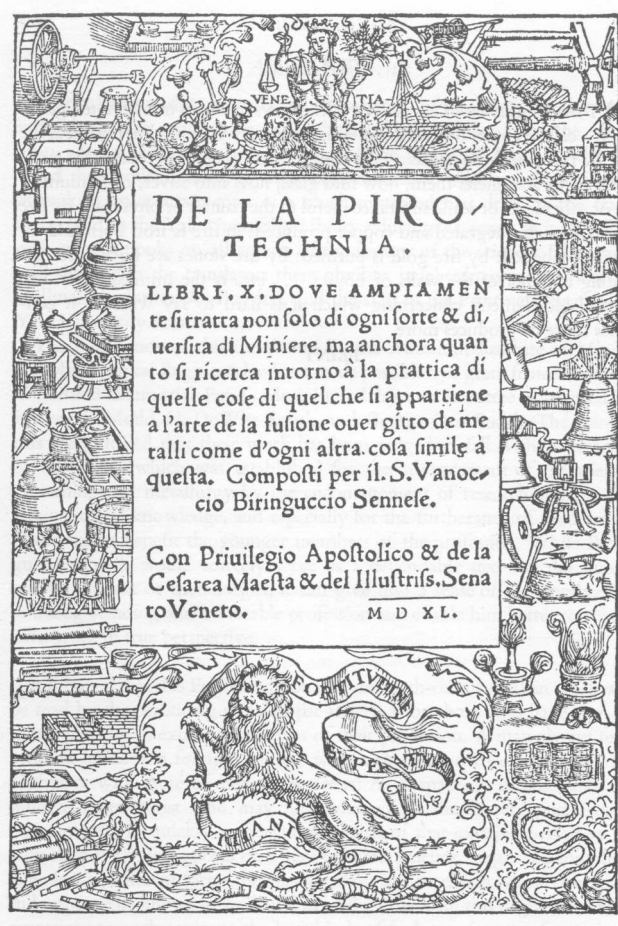 VENE TIA
DE LA PIRO-
TECHNIA.
LIBRI. X. DOVE AMPIAMEN
te si tratta non solo di ogni sorte & di,
uersita di Miniere, ma anchora quan
to si ricerca intorno à la prattica di
quelle cose di quel che si appartiene
a l'arte de la fusione ouer gitto de me
talli come d'ogni altra cosa simile à
questa. Composti per il. S. Vanoc-
cio Biringuccio Sennese.
Con Priuilegio Apostolico & de la
Cesarea Maesta & del Illustriss. Sena
to Veneto. M D XL.
FORTITVDINE
SVPERATVR